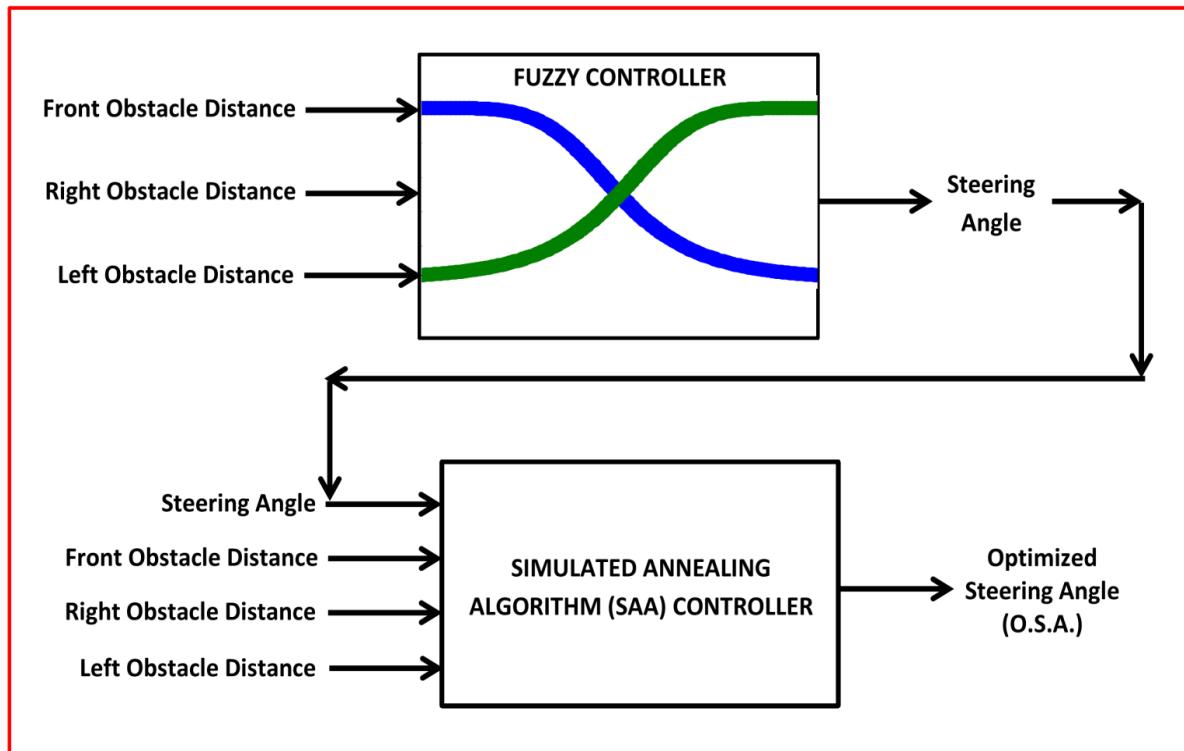 FUZZY CONTROLLER
Front Obstacle Distance
Right Obstacle Distance
Left Obstacle Distance
Steering
Angle
Steering Angle
Front Obstacle Distance
Right Obstacle Distance
Left Obstacle Distance
SIMULATED ANNEALING
ALGORITHM (SAA) CONTROLLER
Optimized
Steering Angle
(O.S.A.)